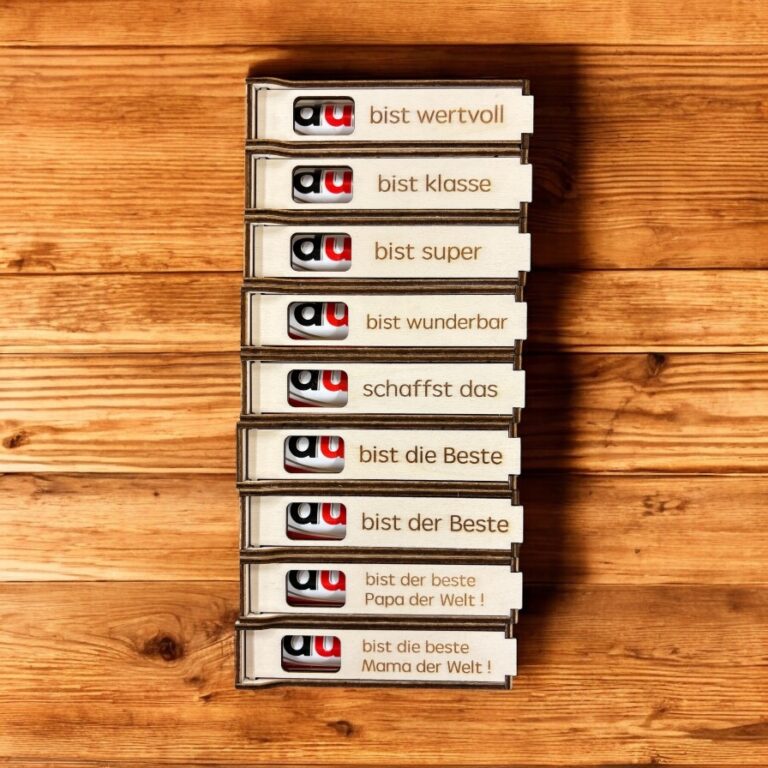 du bist wertvoll
du bist klasse
du bist super
du bist wunderbar
du schaffst das
du bist die Beste
du bist der Beste
du bist der beste
Papa der Welt !
du bist die beste
Mama der Welt !